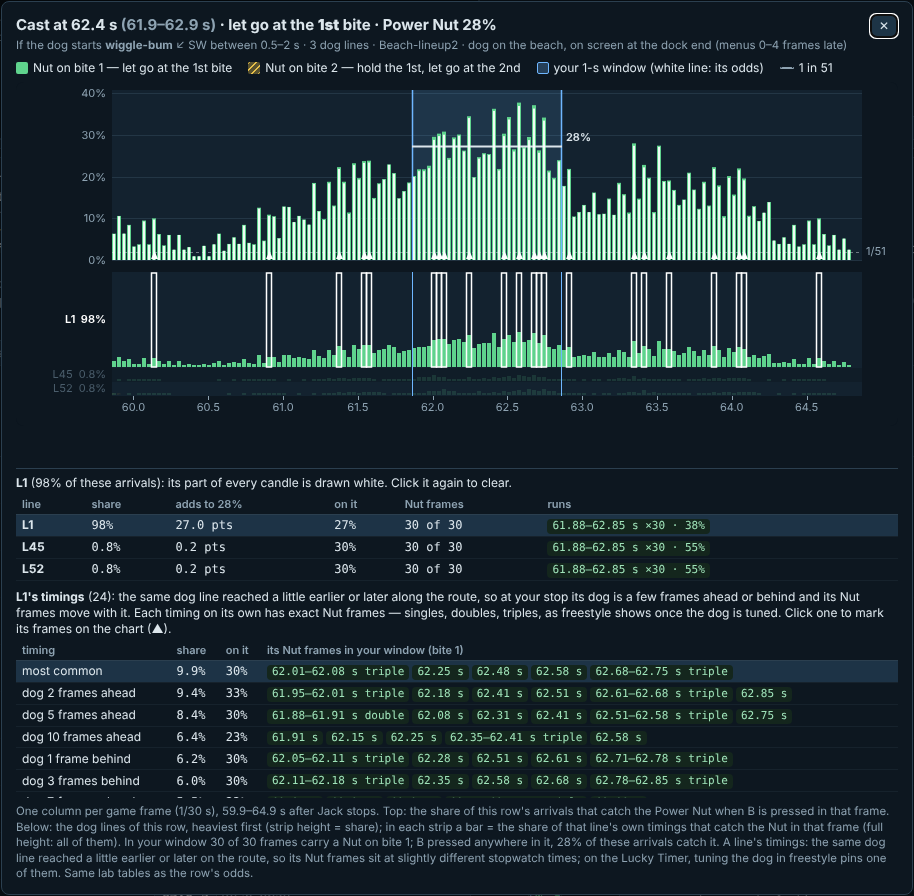 Cast at 62.4 s (61.9–62.9 s) · let go at the 1st bite · Power Nut 28%
×
If the dog starts wiggle-bum ↙ SW between 0.5–2 s · 3 dog lines · Beach-lineup2 · dog on the beach, on screen at the dock end (menus 0–4 frames late)
Nut on bite 1 — let go at the 1st bite Nut on bite 2 — hold the 1st, let go at the 2nd your 1-s window (white line: its odds) 1 in 51
40%
30%
28%
20%
10%
0%
1/51
L1 98%
L45 0.8%
L52 0.8%
60.0 60.5 61.0 61.5 62.0 62.5 63.0 63.5 64.0 64.5
L1 (98% of these arrivals): its part of every candle is drawn white. Click it again to clear.
line share adds to 28% on it Nut frames runs
L1 98% 27.0 pts 27% 30 of 30 61.88–62.85 s ×30 · 38%
L45 0.8% 0.2 pts 30% 30 of 30 61.88–62.85 s ×30 · 55%
L52 0.8% 0.2 pts 30% 30 of 30 61.88–62.85 s ×30 · 55%
L1's timings (24): the same dog line reached a little earlier or later along the route, so at your stop its dog is a few frames ahead or behind and its Nut
frames move with it. Each timing on its own has exact Nut frames — singles, doubles, triples, as freestyle shows once the dog is tuned. Click one to mark
its frames on the chart (▲).
timing share on it its Nut frames in your window (bite 1)
most common 9.9% 30% 62.01–62.08 s triple 62.25 s 62.48 s 62.58 s 62.68–62.75 s triple
dog 2 frames ahead 9.4% 33% 61.95–62.01 s triple 62.18 s 62.41 s 62.51 s 62.61–62.68 s triple 62.85 s
dog 5 frames ahead 8.4% 30% 61.88–61.91 s double 62.08 s 62.31 s 62.41 s 62.51–62.58 s triple 62.75 s
dog 10 frames ahead 6.4% 23% 61.91 s 62.15 s 62.25 s 62.35–62.41 s triple 62.58 s
dog 1 frame behind 6.2% 30% 62.05–62.11 s triple 62.28 s 62.51 s 62.61 s 62.71–62.78 s triple
dog 3 frames behind 6.0% 30% 62.11–62.18 s triple 62.35 s 62.58 s 62.68 s 62.78–62.85 s triple
One column per game frame (1/30 s), 59.9–64.9 s after Jack stops. Top: the share of this row's arrivals that catch the Power Nut when B is pressed in that frame.
Below: the dog lines of this row, heaviest first (strip height = share); in each strip a bar = the share of that line's own timings that catch the Nut in that frame (full
height: all of them). In your window 30 of 30 frames carry a Nut on bite 1; B pressed anywhere in it, 28% of these arrivals catch it. A line's timings: the same dog
line reached a little earlier or later on the route, so its Nut frames sit at slightly different stopwatch times; on the Lucky Timer, tuning the dog in freestyle pins one
of them. Same lab tables as the row's odds.